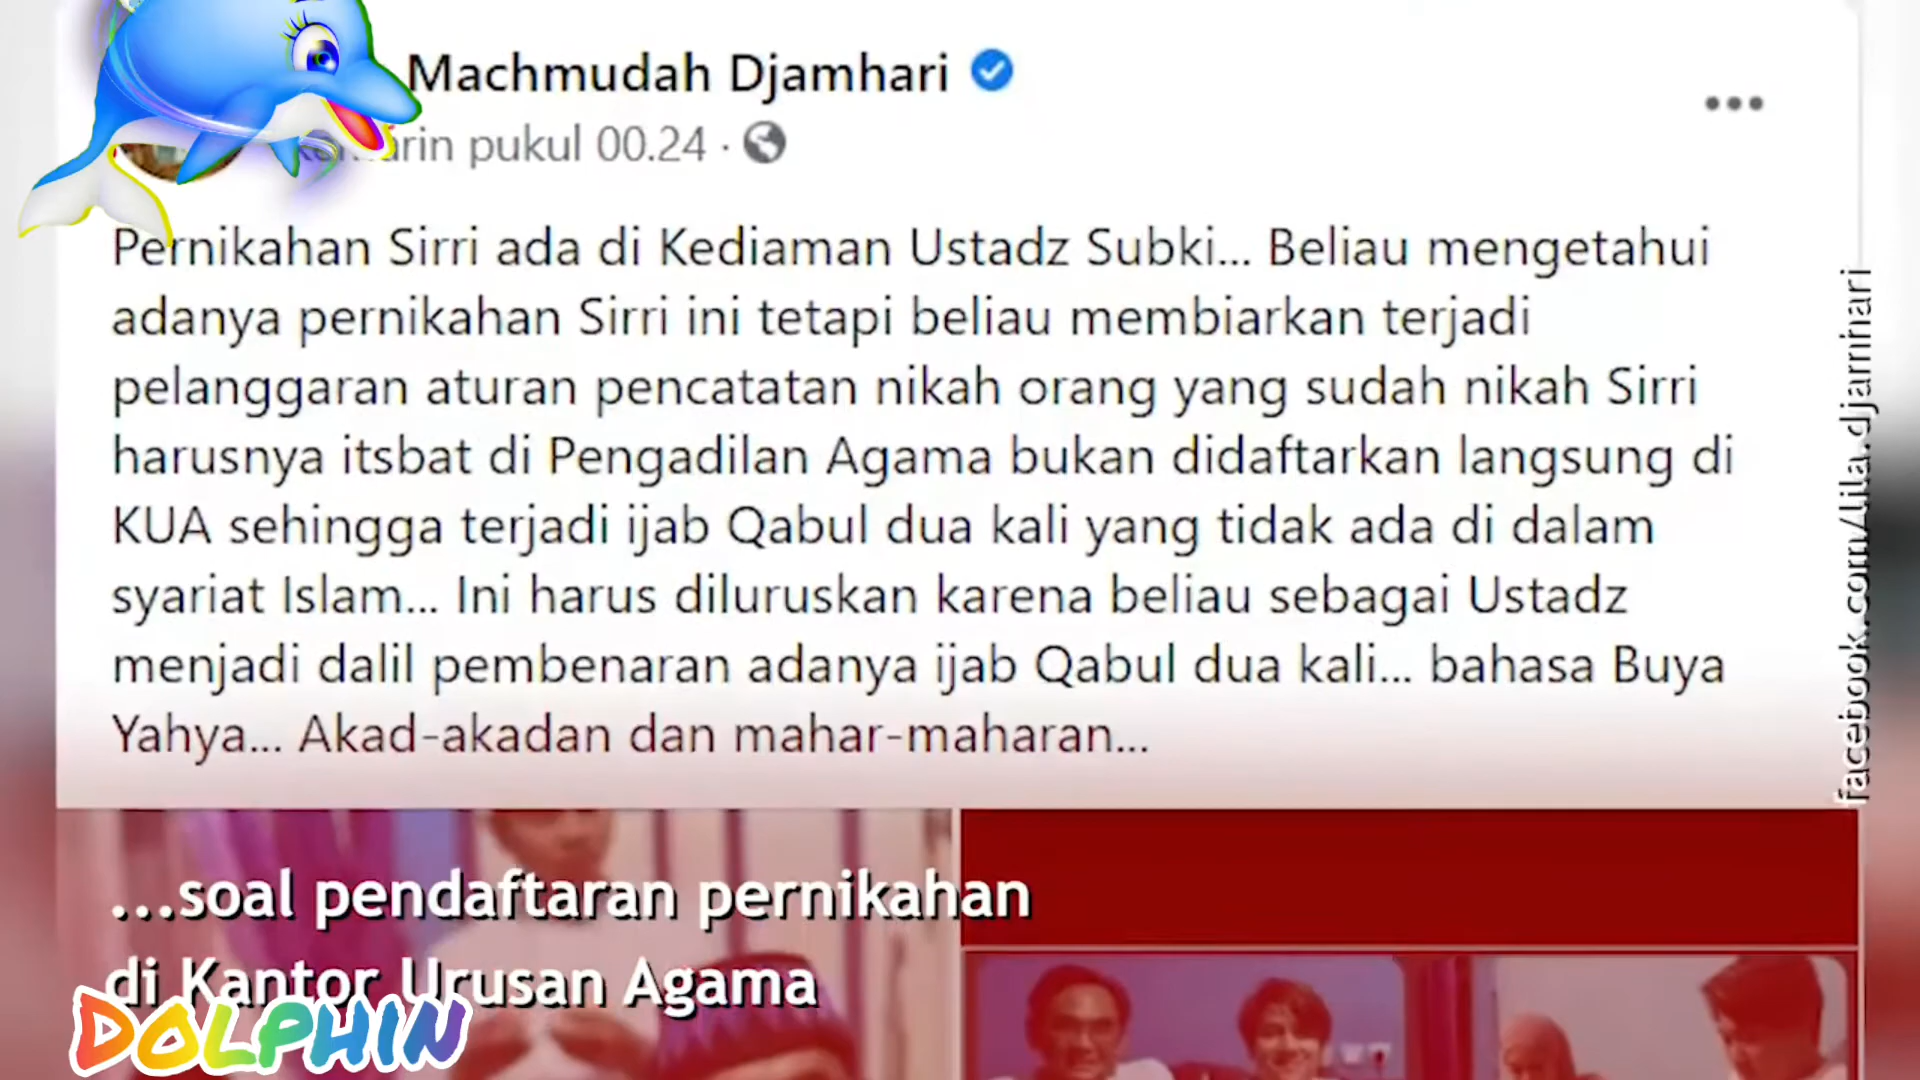 Machmudah Djamhari
pukul 00.24
Pernikahan Sirri ada di Kediaman Ustadz Subki... Beliau mengetahui
adanya pernikahan Sirri ini tetapi beliau membiarkan terjadi
pelanggaran aturan pencatatan nikah orang yang sudah nikah Sirri
harusnya itsbat di Pengadilan Agama bukan didaftarkan langsung di
KUA sehingga terjadi ijab Qabul dua kali yang tidak ada di dalam
syariat Islam... Ini harus diluruskan karena beliau sebagai Ustadz
menjadi dalil pembenaran adanya ijab Qabul dua kali... bahasa Buya
Yahya... Akad-akadan dan mahar-maharan...
facebook.com/lila.djamhari
...soal pendaftaran pernikahan
di Kantor Urusan Agama
DOLPHIN